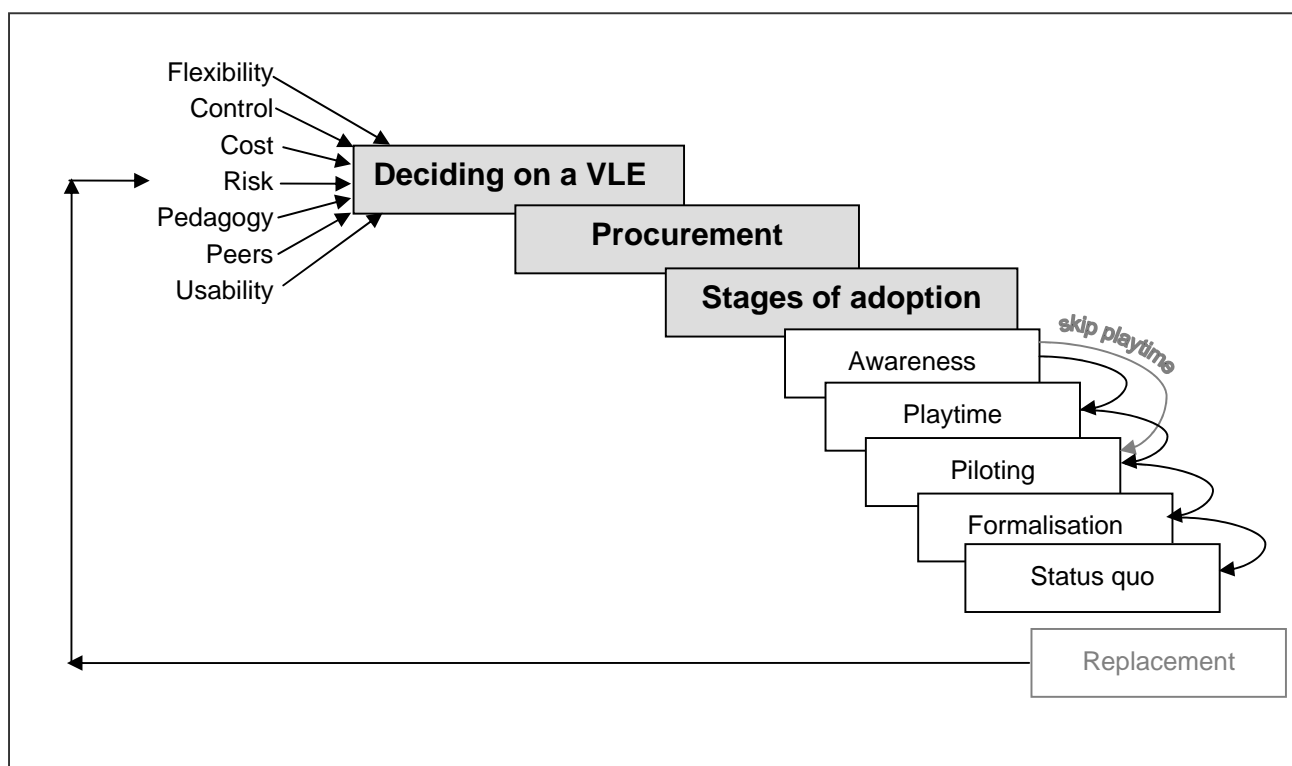 Flexibility
Control
Cost
Risk
Pedagogy
Peers
Usability
Deciding on a VLE
Procurement
Stages of adoption
skip playtime
Awareness
Playtime
Piloting
Formalisation
Status quo
Replacement